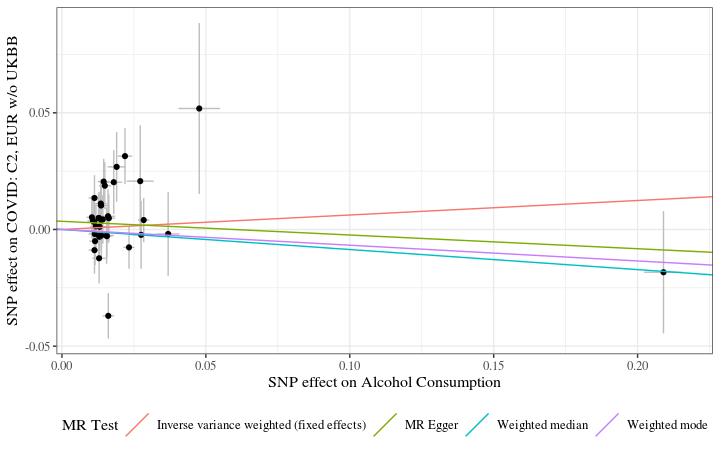 SNP effect on COVID: C2, EUR w/o UKBB
0.05
0.00
-0.05
0.00 0.05 0.10 0.15 0.20
SNP effect on Alcohol Consumption
MR Test Inverse variance weighted (fixed effects) MR Egger Weighted median Weighted mode